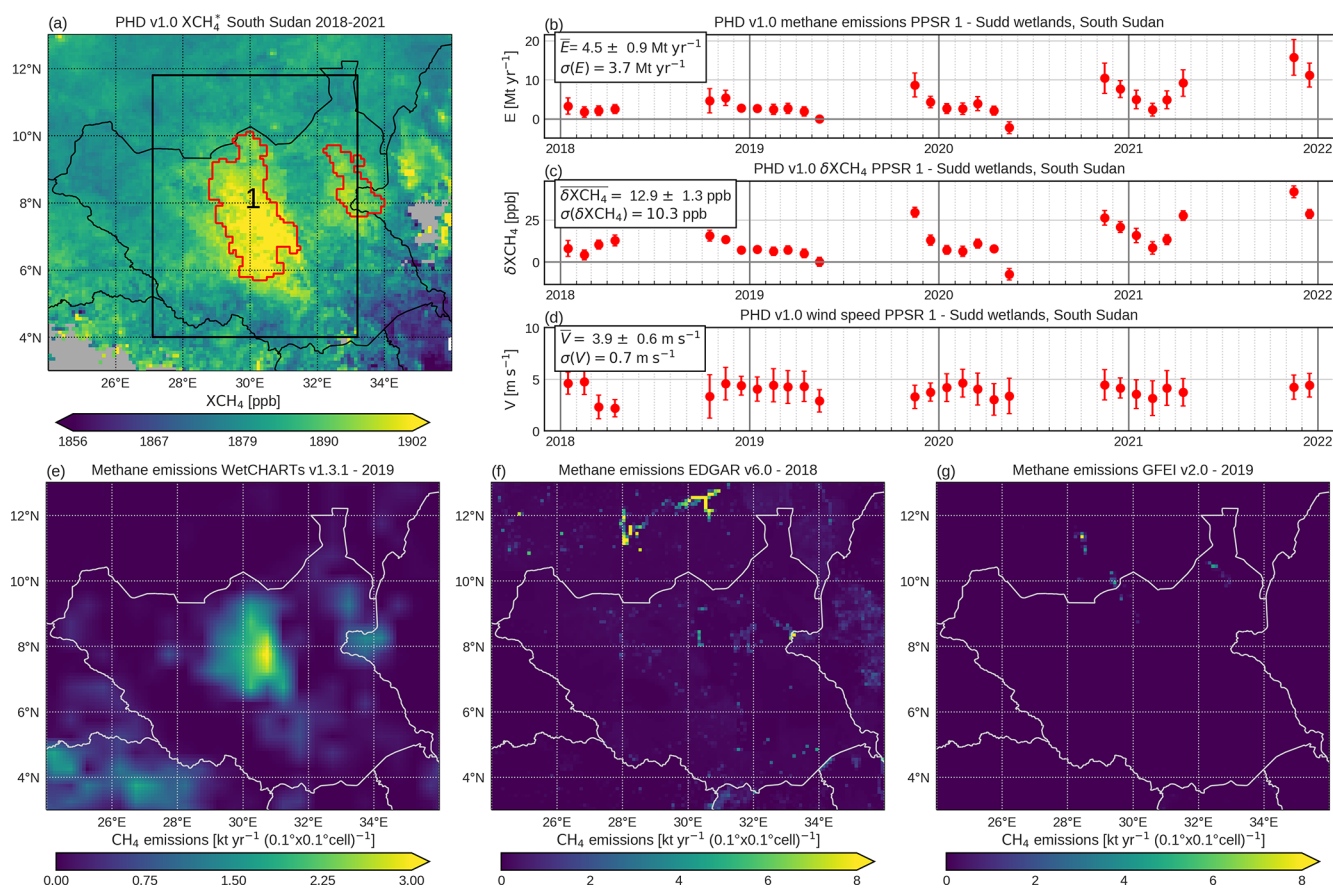 (a) PHD v1.0 XCH₄* South Sudan 2018-2021
12°N
10°N
8°N
6°N
4°N
1
26°E 28°E 30°E 32°E 34°E
XCH₄ [ppb]
1856 1867 1879 1890 1902
(b) PHD v1.0 methane emissions PPSR 1 - Sudd wetlands, South Sudan
E̅= 4.5 ± 0.9 Mt yr⁻¹
σ(E) = 3.7 Mt yr⁻¹
E [Mt yr⁻¹]
20
10
0
2018 2019 2020 2021 2022
(c) PHD v1.0 δXCH₄ PPSR 1 - Sudd wetlands, South Sudan
δXCH₄ = 12.9 ± 1.3 ppb
σ(δXCH₄) = 10.3 ppb
δXCH₄ [ppb]
25
0
2018 2019 2020 2021 2022
(d) PHD v1.0 wind speed PPSR 1 - Sudd wetlands, South Sudan
V̅ = 3.9 ± 0.6 m s⁻¹
σ(V) = 0.7 m s⁻¹
V [m s⁻¹]
10
5
0
2018 2019 2020 2021 2022
(e) Methane emissions WetCHARTs v1.3.1 - 2019
12°N
10°N
8°N
6°N
4°N
26°E 28°E 30°E 32°E 34°E
CH₄ emissions [kt yr⁻¹ (0.1°x0.1°cell)⁻¹]
0.00 0.75 1.50 2.25 3.00
(f) Methane emissions EDGAR v6.0 - 2018
12°N
10°N
8°N
6°N
4°N
26°E 28°E 30°E 32°E 34°E
CH₄ emissions [kt yr⁻¹ (0.1°x0.1°cell)⁻¹]
0 2 4 6 8
(g) Methane emissions GFEI v2.0 - 2019
12°N
10°N
8°N
6°N
4°N
26°E 28°E 30°E 32°E 34°E
CH₄ emissions [kt yr⁻¹ (0.1°x0.1°cell)⁻¹]
0 2 4 6 8